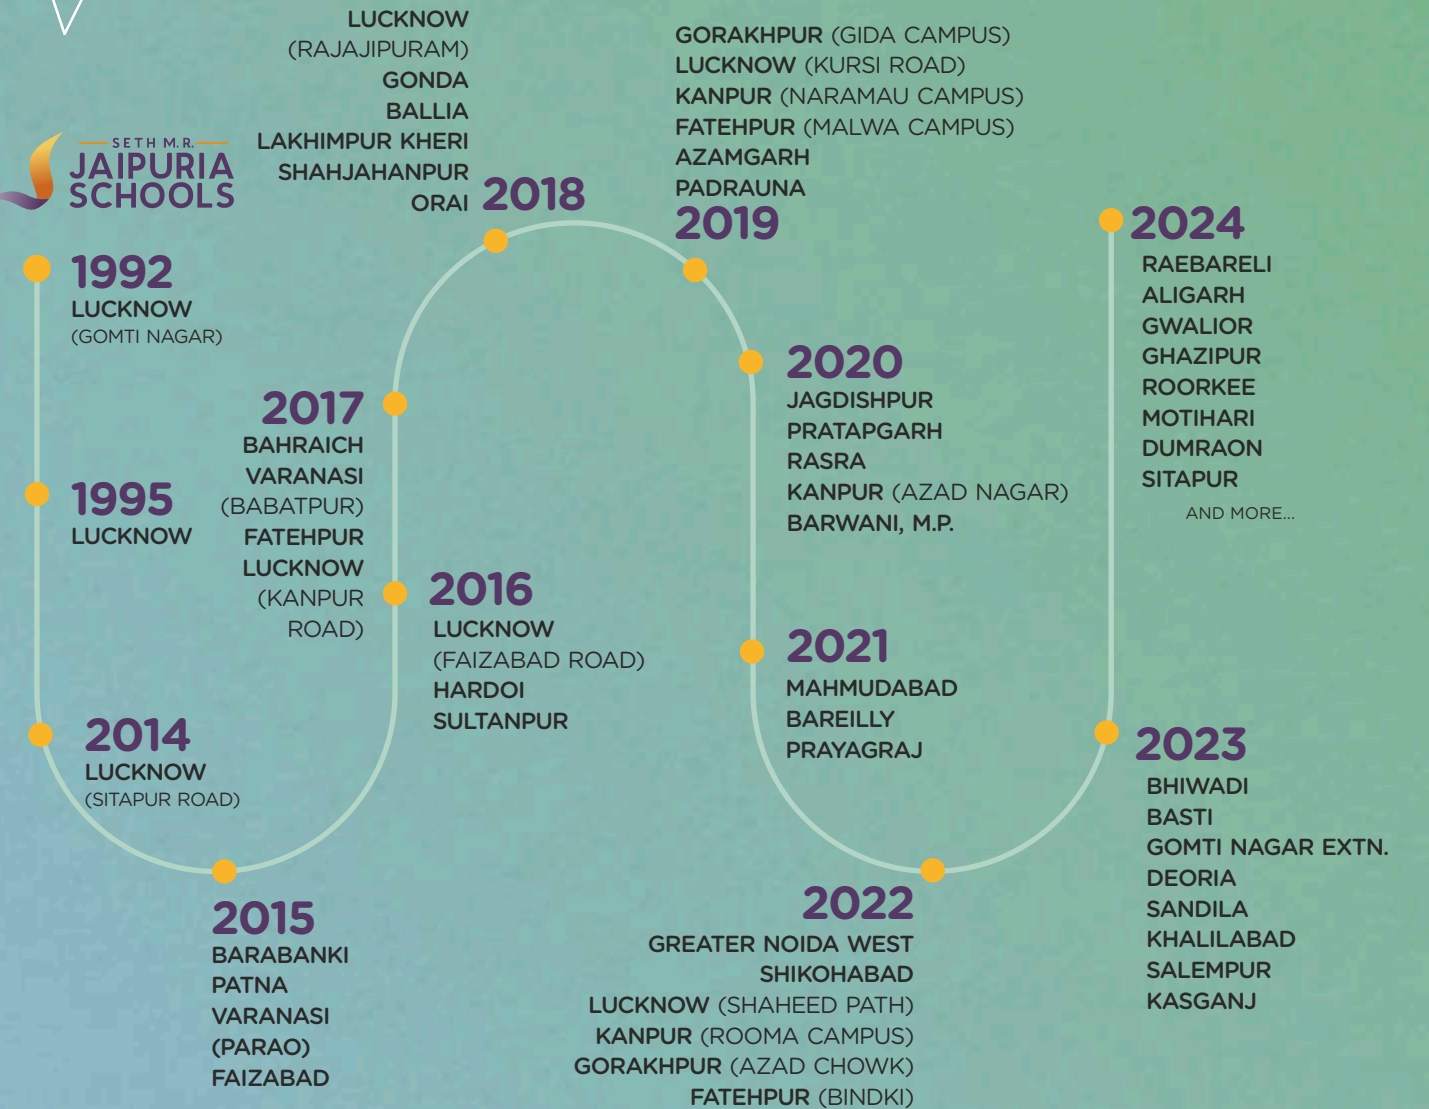 SETH M.R.
JAIPURIA
SCHOOLS
1992
LUCKNOW
(GOMTI NAGAR)
1995
LUCKNOW
2014
LUCKNOW
(SITAPUR ROAD)
2015
BARABANKI
PATNA
VARANASI
(PARAO)
FAIZABAD
2016
LUCKNOW
(FAIZABAD ROAD)
HARDOI
SULTANPUR
2017
BAHRAICH
VARANASI
(BABATPUR)
FATEHPUR
LUCKNOW
(KANPUR
ROAD)
LUCKNOW
(RAJAJIPURAM)
GONDA
BALLIA
LAKHIMPUR KHERI
SHAHJAHANPUR
ORAI
2018
GORAKHPUR (GIDA CAMPUS)
LUCKNOW (KURSI ROAD)
KANPUR (NARAMAU CAMPUS)
FATEHPUR (MALWA CAMPUS)
AZAMGARH
PADRAUNA
2019
2020
JAGDISHPUR
PRATAPGARH
RASRA
KANPUR (AZAD NAGAR)
BARWANI, M.P.
2021
MAHMUDABAD
BAREILLY
PRAYAGRAJ
2022
GREATER NOIDA WEST
SHIKOHABAD
LUCKNOW (SHAHEED PATH)
KANPUR (ROOMA CAMPUS)
GORAKHPUR (AZAD CHOWK)
FATEHPUR (BINDKI)
2023
BHIWADI
BASTI
GOMTI NAGAR EXTN.
DEORIA
SANDILA
KHALILABAD
SALEMPUR
KASGANJ
2024
RAEBARELI
ALIGARH
GWALIOR
GHAZIPUR
ROORKEE
MOTIHARI
DUMRAON
SITAPUR
AND MORE...